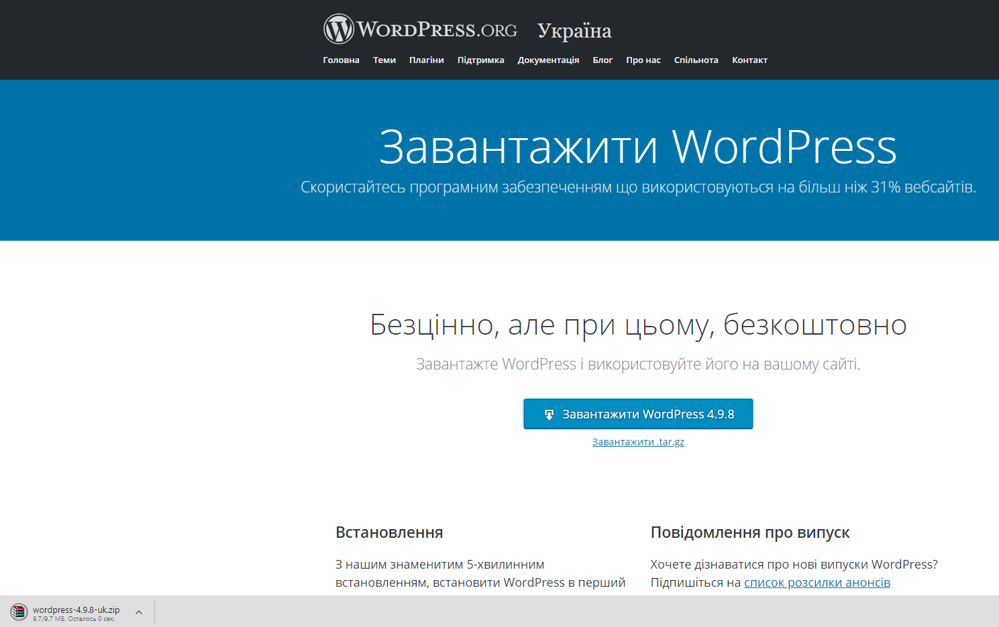 WORDPRESS.ORG Україна
Головна Теми Плагіни Підтримка Документація Блог Про нас Спільнота Контакт
Завантажити WordPress
Скористайтесь програмним забезпеченням що використовуються на більш ніж 31% вебсайтів.
Безцінно, але при цьому, безкоштовно
Завантажте WordPress і використовуйте його на вашому сайті.
Завантажити WordPress 4.9.8
Завантажити .tar.gz
Встановлення
З нашим знаменитим 5-хвилинним
встановленням, встановити WordPress в перший
Повідомлення про випуск
Хочете дізнаватися про нові випуски WordPress?
Підпишіться на список розсилки анонсів
wordpress-4.9.8-uk.zip
9,7/9,7 МБ, Осталось 0 сек.